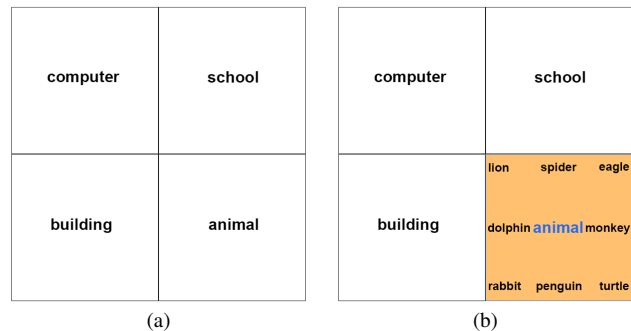 computer school
building animal
(a)
computer school
lion spider eagle
building dolphin animal monkey
rabbit penguin turtle
(b)